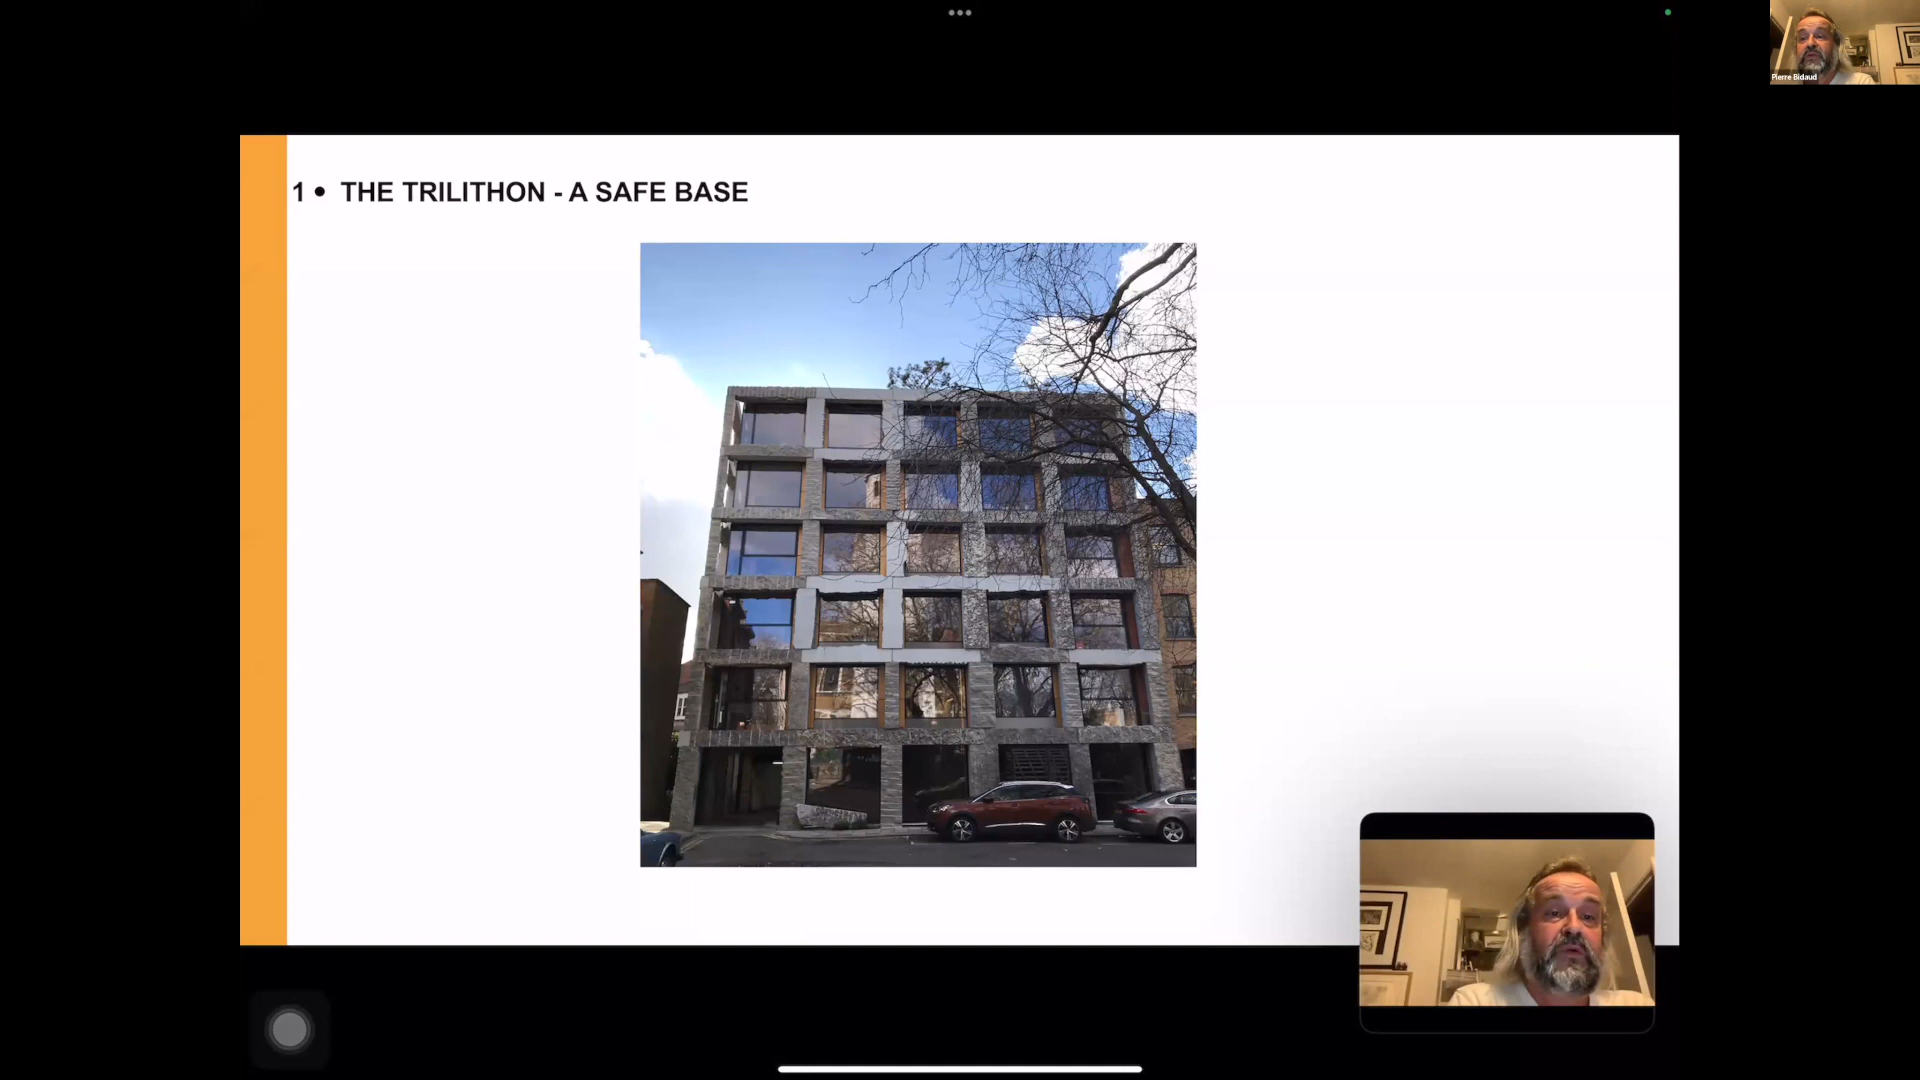 Pierre Bidaud
1 • THE TRILITHON - A SAFE BASE